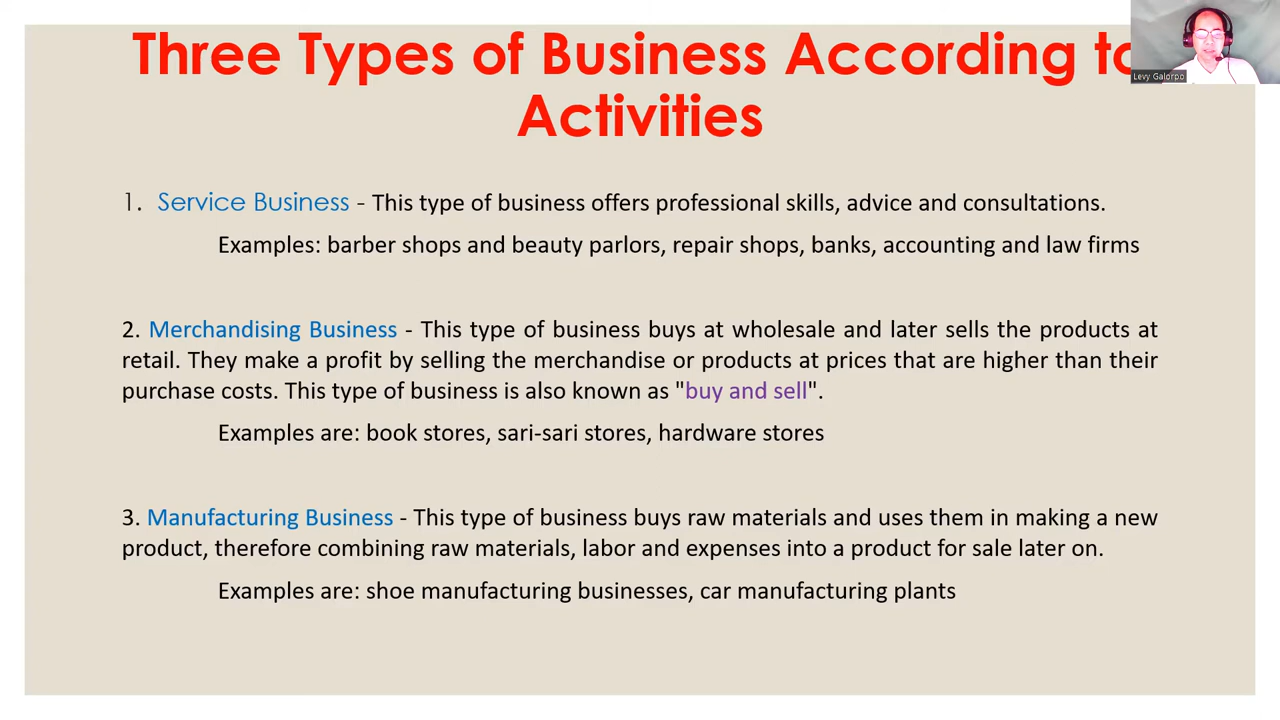 Three Types of Business According to
Activities
Levy Galorpo
1. Service Business - This type of business offers professional skills, advice and consultations.
Examples: barber shops and beauty parlors, repair shops, banks, accounting and law firms
2. Merchandising Business - This type of business buys at wholesale and later sells the products at
retail. They make a profit by selling the merchandise or products at prices that are higher than their
purchase costs. This type of business is also known as "buy and sell".
Examples are: book stores, sari-sari stores, hardware stores
3. Manufacturing Business - This type of business buys raw materials and uses them in making a new
product, therefore combining raw materials, labor and expenses into a product for sale later on.
Examples are: shoe manufacturing businesses, car manufacturing plants